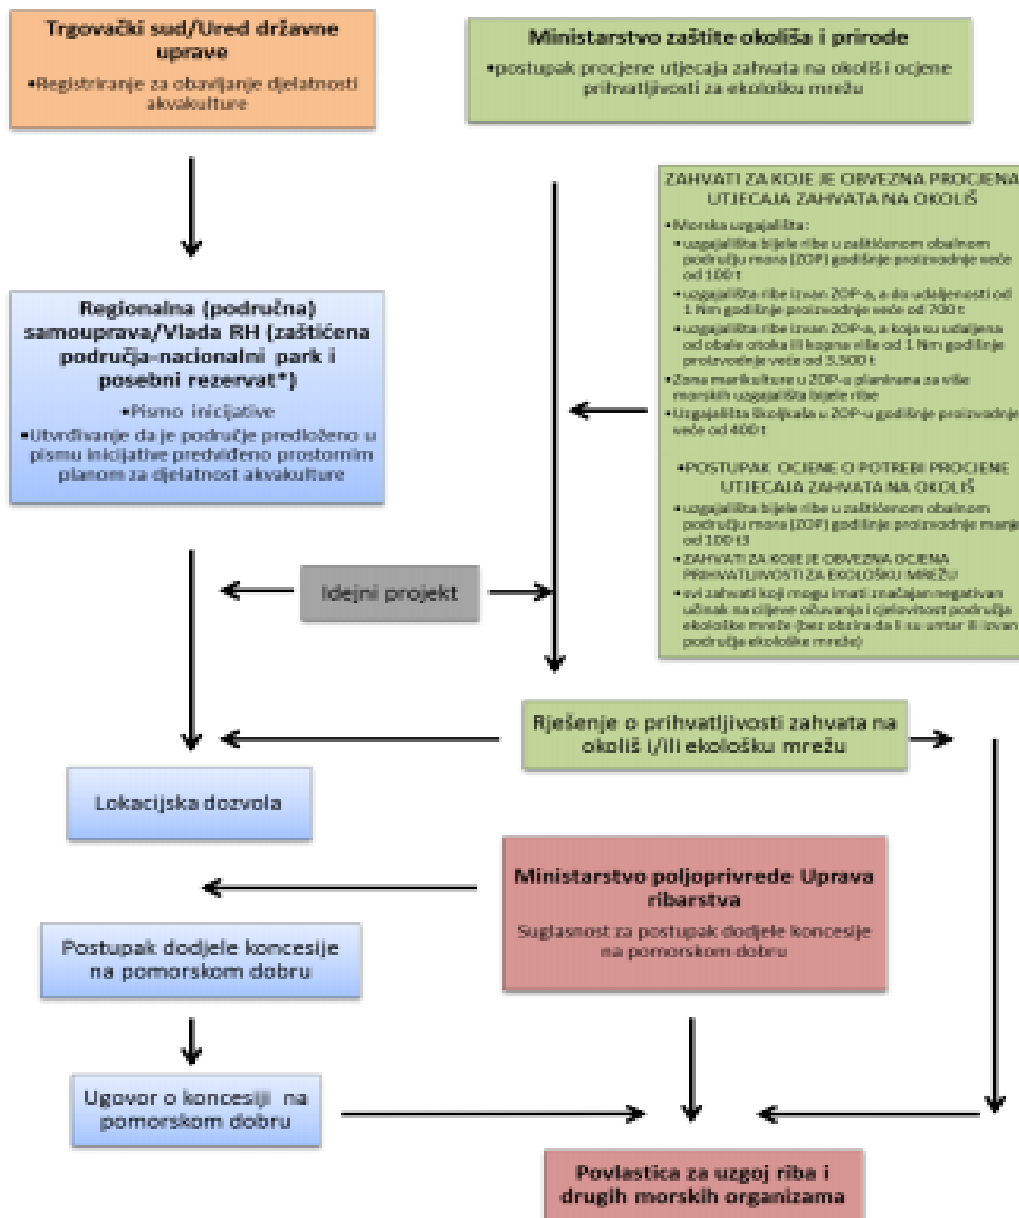 Trgovački sud/Ured državne
uprave
•Registriranje za obavljanje djelatnosti
akvakulture
Ministarstvo zaštite okoliša i prirode
•postupak procjene utjecaja zahvata na okoliš i ocjene
prihvatljivosti za ekološku mrežu
ZAHVATI ZA KOJE JE OBVEZNA PROCJENA
UTJECAJA ZAHVATA NA OKOLIŠ
•Morska uzgajališta:
•uzgajališta bijele ribe u zaštićenom obalnom
području mora (ZOP) godišnje proizvodnje veće
od 100 t
•uzgajališta ribe izvan ZOP-a, a do udaljenosti od
1 Nm godišnje proizvodnje veće od 700 t
•uzgajališta ribe izvan ZOP-a, a koja su udaljena
od obale otoka ili kopna više od 1 Nm godišnje
proizvodnje veće od 3.500 t
•Zona marikulture u ZOP-u planirana za više
morskih uzgajališta bijele ribe
•Uzgajališta školjkaša u ZOP-u godišnje proizvodnje
veće od 400 t
•POSTUPAK OCJENE O POTREBI PROCJENE
UTJECAJA ZAHVATA NA OKOLIŠ
•uzgajališta bijele ribe u zaštićenom obalnom
području mora (ZOP) godišnje proizvodnje manje
od 100 t3
•ZAHVATI ZA KOJE JE OBVEZNA OCJENA
PRIHVATLJIVOSTI ZA EKOLOŠKU MREŽU
•svi zahvati koji mogu imati značajan negativan
učinak na ciljeve očuvanja i cjelovitost područja
ekološke mreže (bez obzira da li su untar ili izvan
područja ekološke mreže)
Regionalna (područna)
samouprava/Vlada RH (zaštićena
područja-nacionalni park i
posebni rezervat*)
•Pismo inicijative
•Utvrđivanje da je područje predloženo u
pismu inicijative predviđeno prostornim
planom za djelatnost akvakulture
Idejni projekt
Rješenje o prihvatljivosti zahvata na
okoliš i/ili ekološku mrežu
Lokacijska dozvola
Ministarstvo poljoprivrede Uprava
ribarstva
Suglasnost za postupak dodjele koncesije
na pomorskom dobru
Postupak dodjele koncesije
na pomorskom dobru
Ugovor o koncesiji na
pomorskom dobru
Povlastica za uzgoj riba i
drugih morskih organizama